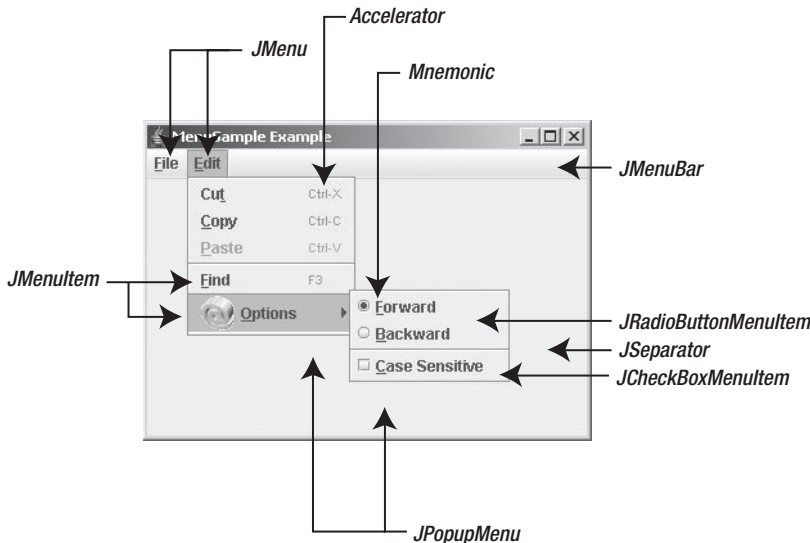 Accelerator
JMenu
Mnemonic
MenuSample Example
File Edit
JMenuBar
Cut Ctrl-X
Copy Ctrl-C
Paste Ctrl-V
JMenuItem
Find F3
Options
Forward
JRadioButtonMenuItem
Backward
JSeparator
Case Sensitive
JCheckBoxMenuItem
JPopupMenu